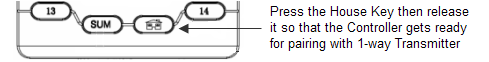 13
14
SUM
Press the House Key then release
it so that the Controller gets ready
for pairing with 1-way Transmitter